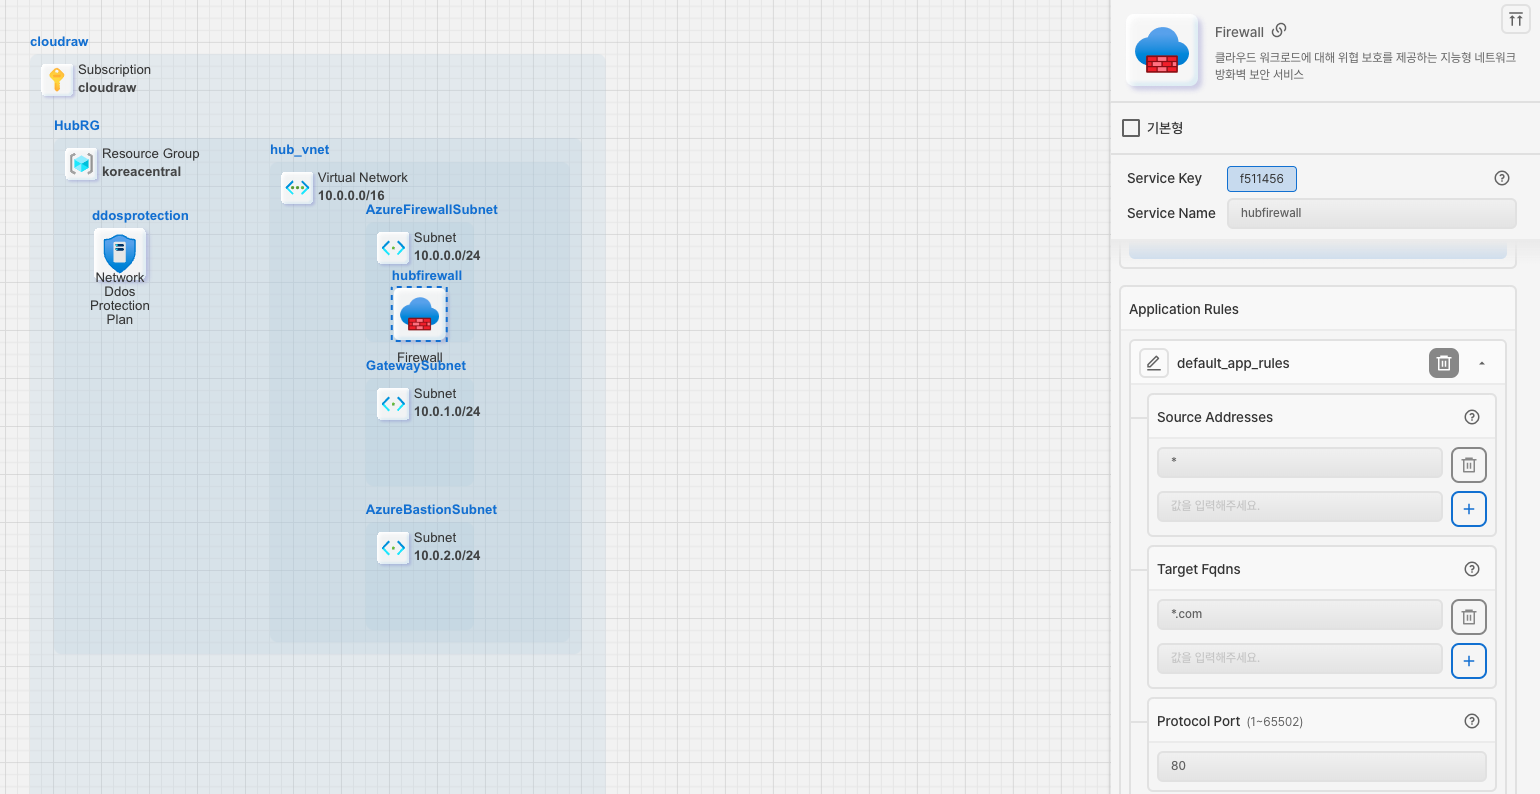 cloudraw
Subscription
cloudraw
HubRG
Resource Group
koreacentral
hub_vnet
Virtual Network
10.0.0.0/16
ddosprotection
Network
Ddos
Protection
Plan
AzureFirewallSubnet
Subnet
10.0.0.0/24
hubfirewall
Firewall
GatewaySubnet
Subnet
10.0.1.0/24
AzureBastionSubnet
Subnet
10.0.2.0/24
Firewall
클라우드 워크로드에 대해 위협 보호를 제공하는 지능형 네트워크
방화벽 보안 서비스
기본형
Service Key
f511456
Service Name
hubfirewall
Application Rules
default_app_rules
Source Addresses
*
값을 입력해주세요.
Target Fqdns
*.com
값을 입력해주세요.
Protocol Port (1~65502)
80